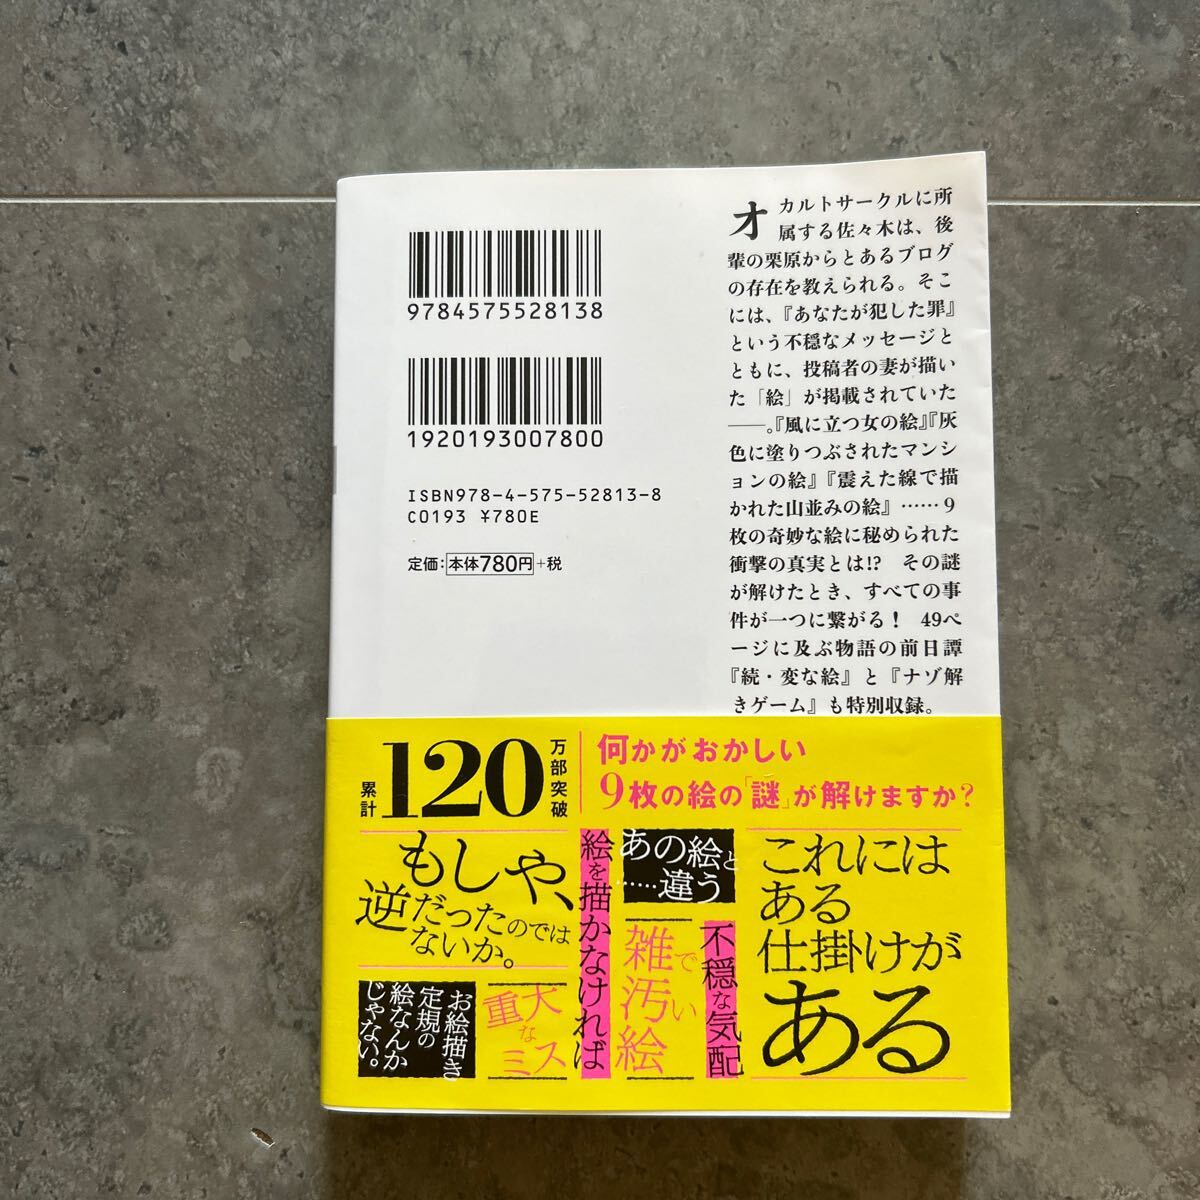 オカルトサークルに所
属する佐々木は、後
輩の栗原からとあるブログ
の存在を教えられる。そこ
には、『あなたが犯した罪』
という不穏なメッセージと
ともに、投稿者の妻が描い
た「絵」が掲載されていた
――。『風に立つ女の絵』『灰
色に塗りつぶされたマンシ
ョンの絵』『震えた線で描
かれた山並みの絵』……9
枚の奇妙な絵に秘められた
衝撃の真実とは!? その謎
が解けたとき、すべての事
件が一つに繋がる! 49ペ
ージに及ぶ物語の前日譚
『続・変な絵』と『ナゾ解
きゲーム』も特別収録。
9784575528138
1920193007800
ISBN978-4-575-52813-8
C0193 ¥780E
定価:本体780円+税
累計120万部突破
何かがおかしい
9枚の絵の「謎」が解けますか?
もしや、
逆だったのでは
ないか。
絵を描かなければ
あの絵と
……違う
これには
ある
仕掛けが
ある
お絵描き
定規の
絵なんか
じゃない。
重大
な
ミス
雑で
汚い
絵
不穏な気配